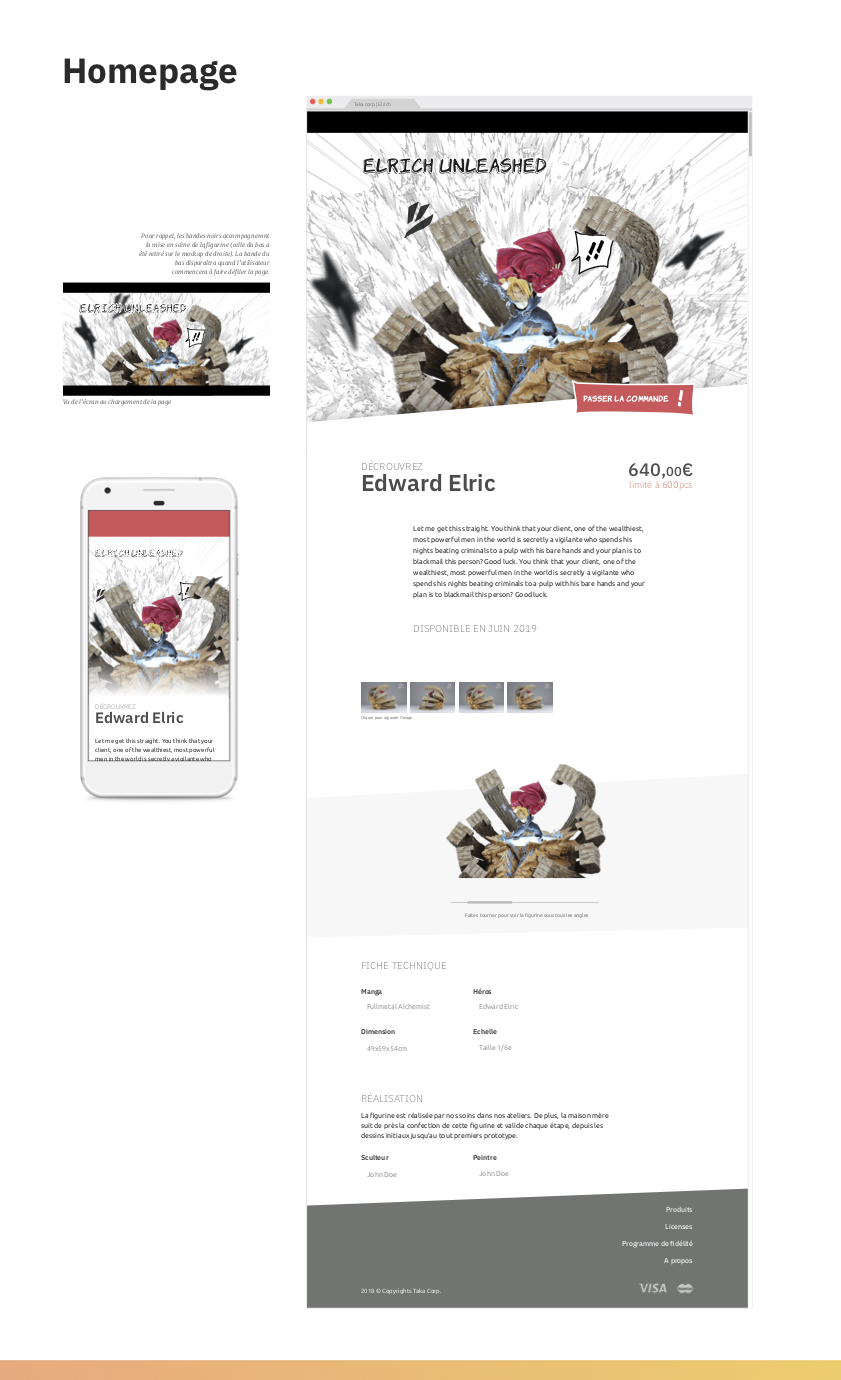 Homepage
Taka corp | Elrich
ELRICH UNLEASHED
!!
PASSER LA COMMANDE !
Pour rappel, les bandes noires accompagneront
la mise en scène de la figurine (celle du bas a
été retiré sur le mockup de droite). La bande du
bas disparaîtra quand l'utilisateur
commencera à faire défiler la page.
ELRICH UNLEASHED
!!
Vu de l'écran au chargement de la page
ELRICH UNLEASHED
!!
DÉCOUVREZ
Edward Elric
Let me get this straight. You think that your
client, one of the wealthiest, most powerful
men in the world is secretly a vigilante who
DÉCOUVREZ
Edward Elric
640,00€
limité à 600pcs
Let me get this straight. You think that your client, one of the wealthiest,
most powerful men in the world is secretly a vigilante who spends his
nights beating criminals to a pulp with his bare hands and your plan is to
blackmail this person? Good luck. You think that your client, one of the
wealthiest, most powerful men in the world is secretly a vigilante who
spends his nights beating criminals to a pulp with his bare hands and your
plan is to blackmail this person? Good luck.
DISPONIBLE EN JUIN 2019
Cliquer pour agrandir l'image
Faites tourner pour voir la figurine sous tous les angles
FICHE TECHNIQUE
Manga
Héros
Fullmetal Alchemist
Edward Elric
Dimension
Echelle
49x59x54cm
Taille 1/6e
RÉALISATION
La figurine est réalisée par nos soins dans nos ateliers. De plus, la maison mère
suit de près la confection de cette figurine et valide chaque étape, depuis les
dessins initiaux jusqu'au tout premiers prototype.
Sculteur
Peintre
John Doe
John Doe
Produits
Licenses
Programme de fidélité
A propos
2018 © Copyrights Taka Corp.
VISA